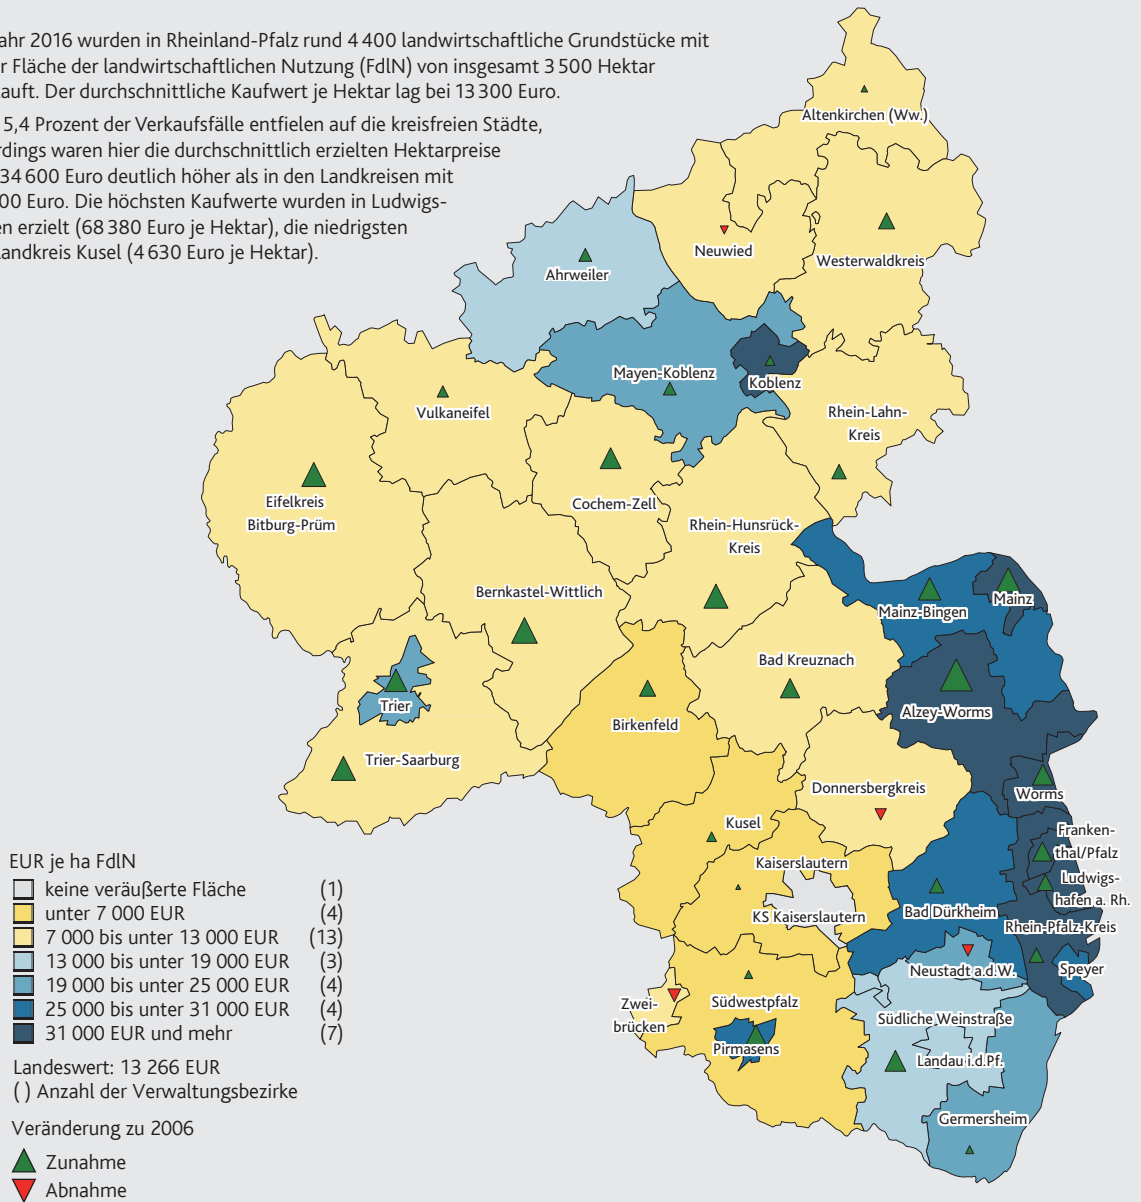 ahr 2016 wurden in Rheinland-Pfalz rund 4 400 landwirtschaftliche Grundstücke mit
r Fläche der landwirtschaftlichen Nutzung (FdlN) von insgesamt 3 500 Hektar
auft. Der durchschnittliche Kaufwert je Hektar lag bei 13 300 Euro.
5,4 Prozent der Verkaufsfälle entfielen auf die kreisfreien Städte,
rdings waren hier die durchschnittlich erzielten Hektarpreise
34 600 Euro deutlich höher als in den Landkreisen mit
00 Euro. Die höchsten Kaufwerte wurden in Ludwigs-
en erzielt (68 380 Euro je Hektar), die niedrigsten
Landkreis Kusel (4 630 Euro je Hektar).
Altenkirchen (Ww.)
Neuwied
Westerwaldkreis
Ahrweiler
Mayen-Koblenz
Koblenz
Vulkaneifel
Rhein-Lahn-
Kreis
Eifelkreis
Bitburg-Prüm
Cochem-Zell
Rhein-Hunsrück-
Kreis
Bernkastel-Wittlich
Mainz-Bingen
Mainz
Bad Kreuznach
Trier
Birkenfeld
Alzey-Worms
Trier-Saarburg
Donnersbergkreis
Worms
Kusel
Franken-
thal/Pfalz
Kaiserslautern
Ludwigs-
hafen a. Rh.
KS Kaiserslautern
Bad Dürkheim
Rhein-Pfalz-Kreis
Neustadt a.d.W.
Speyer
Zwei-
brücken
Südwestpfalz
Südliche Weinstraße
Pirmasens
Landau i.d.Pf.
Germersheim
EUR je ha FdlN
keine veräußerte Fläche (1)
unter 7 000 EUR (4)
7 000 bis unter 13 000 EUR (13)
13 000 bis unter 19 000 EUR (3)
19 000 bis unter 25 000 EUR (4)
25 000 bis unter 31 000 EUR (4)
31 000 EUR und mehr (7)
Landeswert: 13 266 EUR
( ) Anzahl der Verwaltungsbezirke
Veränderung zu 2006
Zunahme
Abnahme